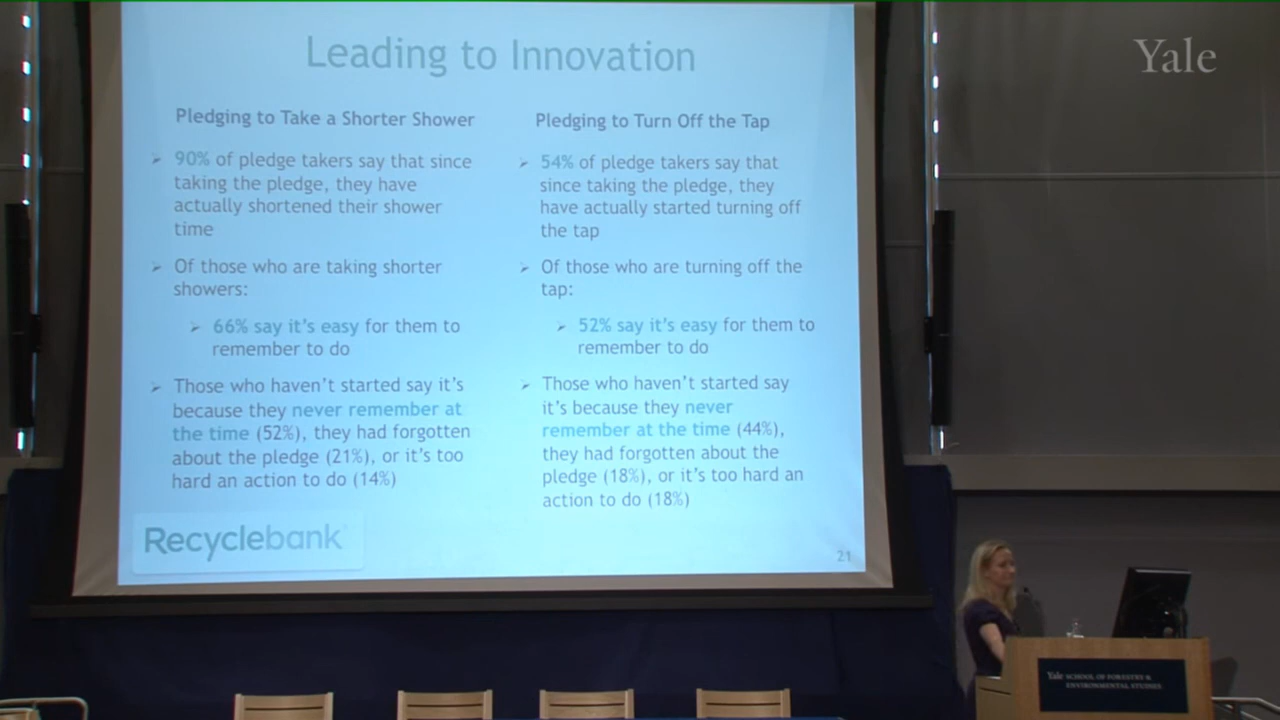 Leading to Innovation
Yale
Pledging to Take a Shorter Shower
➢ 90% of pledge takers say that since
taking the pledge, they have
actually shortened their shower
time
➢ Of those who are taking shorter
showers:
➢ 66% say it's easy for them to
remember to do
➢ Those who haven't started say it's
because they never remember at
the time (52%), they had forgotten
about the pledge (21%), or it's too
hard an action to do (14%)
Pledging to Turn Off the Tap
➢ 54% of pledge takers say that
since taking the pledge, they
have actually started turning off
the tap
➢ Of those who are turning off the
tap:
➢ 52% say it's easy for them to
remember to do
➢ Those who haven't started say
it's because they never
remember at the time (44%),
they had forgotten about the
pledge (18%), or it's too hard an
action to do (18%)
Recyclebank
21
Yale SCHOOL OF FORESTRY &
ENVIRONMENTAL STUDIES